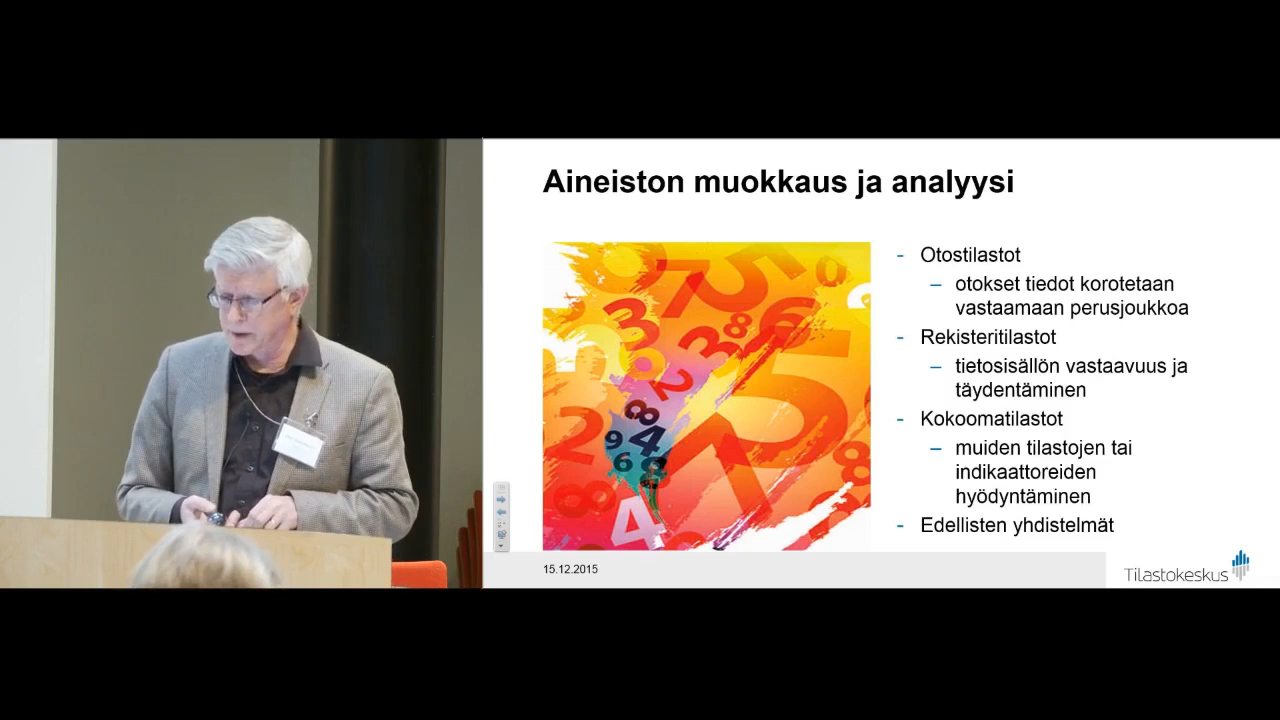 Aineiston muokkaus ja analyysi
- Otostilastot
– otokset tiedot korotetaan
vastaamaan perusjoukkoa
- Rekisteritilastot
– tietosisällön vastaavuus ja
täydentäminen
- Kokoomatilastot
– muiden tilastojen tai
indikaattoreiden
hyödyntäminen
- Edellisten yhdistelmät
15.12.2015
Tilastokeskus